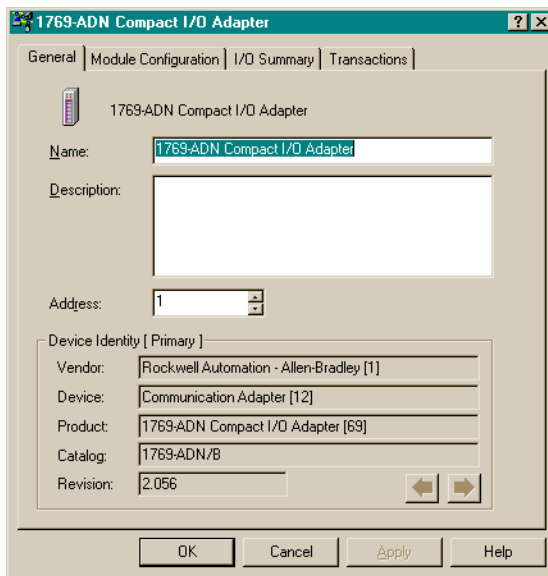 1769-ADN Compact I/O Adapter
General Module Configuration I/O Summary Transactions
1769-ADN Compact I/O Adapter
Name: 1769-ADN Compact I/O Adapter
Description:
Address: 1
Device Identity [ Primary ]
Vendor: Rockwell Automation - Allen-Bradley [1]
Device: Communication Adapter [12]
Product: 1769-ADN Compact I/O Adapter [69]
Catalog: 1769-ADN/B
Revision: 2.056
OK Cancel Apply Help